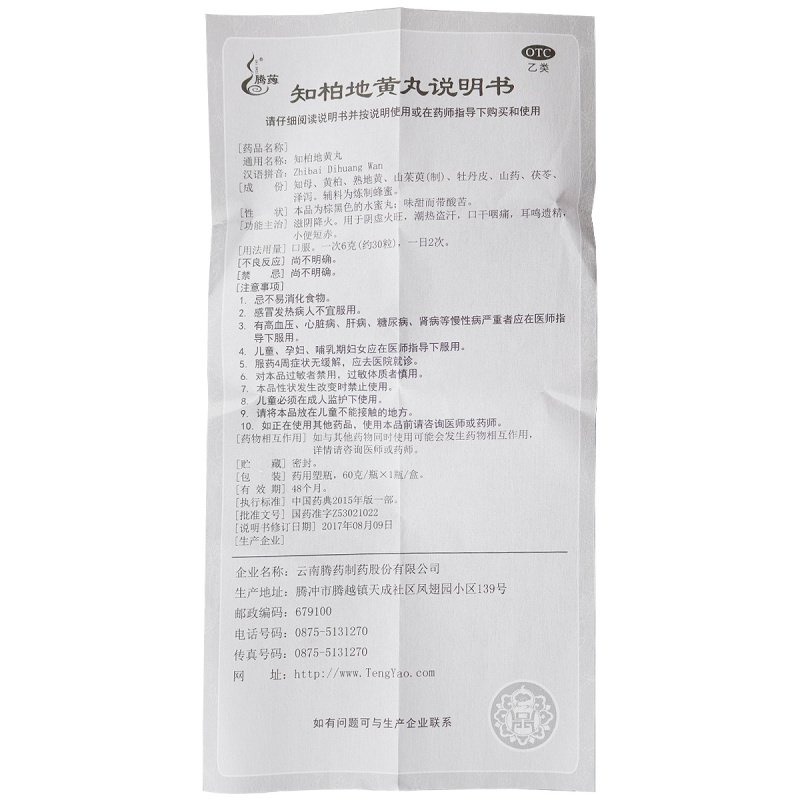 腾药
OTC
乙类
知柏地黄丸说明书
请仔细阅读说明书并按说明使用或在药师指导下购买和使用
[药品名称]
通用名称：知柏地黄丸
汉语拼音：Zhibai Dihuang Wan
[成 份] 知母、黄柏、熟地黄、山茱萸(制)、牡丹皮、山药、茯苓、
泽泻。辅料为炼制蜂蜜。
[性 状] 本品为棕黑色的水蜜丸；味甜而带酸苦。
[功能主治] 滋阴降火。用于阴虚火旺，潮热盗汗，口干咽痛，耳鸣遗精，
小便短赤。
[用法用量] 口服。一次6克(约30粒)，一日2次。
[不良反应] 尚不明确。
[禁 忌] 尚不明确。
[注意事项]
1. 忌不易消化食物。
2. 感冒发热病人不宜服用。
3. 有高血压、心脏病、肝病、糖尿病、肾病等慢性病严重者应在医师指
导下服用。
4. 儿童、孕妇、哺乳期妇女应在医师指导下服用。
5. 服药4周症状无缓解，应去医院就诊。
6. 对本品过敏者禁用，过敏体质者慎用。
7. 本品性状发生改变时禁止使用。
8. 儿童必须在成人监护下使用。
9. 请将本品放在儿童不能接触的地方。
10. 如正在使用其他药品，使用本品前请咨询医师或药师。
[药物相互作用] 如与其他药物同时使用可能会发生药物相互作用，
详情请咨询医师或药师。
[贮 藏] 密封。
[包 装] 药用塑瓶，60克/瓶×1瓶/盒。
[有 效 期] 48个月。
[执行标准] 中国药典2015年版一部。
[批准文号] 国药准字Z53021022
[说明书修订日期] 2017年08月09日
[生产企业]
企业名称：云南腾药制药股份有限公司
生产地址：腾冲市腾越镇天成社区凤翅园小区139号
邮政编码：679100
电话号码：0875-5131270
传真号码：0875-5131270
网 址：http://www.TengYao.com
如有问题可与生产企业联系